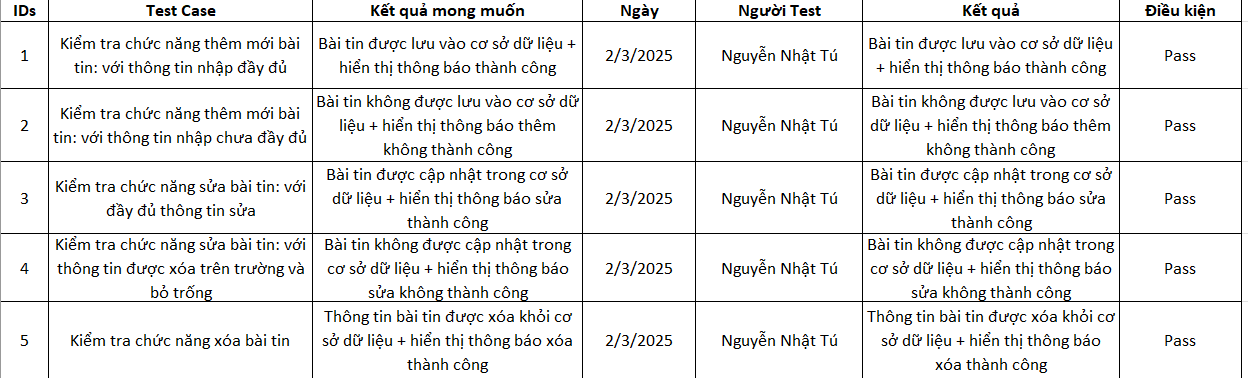 IDs Test Case Kết quả mong muốn Ngày Người Test Kết quả Điều kiện
1
Kiểm tra chức năng thêm mới bài
tin: với thông tin nhập đầy đủ
Bài tin được lưu vào cơ sở dữ liệu +
hiển thị thông báo thành công
2/3/2025
Nguyễn Nhật Tú
Bài tin được lưu vào cơ sở dữ liệu
+ hiển thị thông báo thành công
Pass
2
Kiểm tra chức năng thêm mới bài
tin: với thông tin nhập chưa đầy đủ
Bài tin không được lưu vào cơ sở dữ
liệu + hiển thị thông báo thêm
không thành công
2/3/2025
Nguyễn Nhật Tú
Bài tin không được lưu vào cơ sở
dữ liệu + hiển thị thông báo thêm
không thành công
Pass
3
Kiểm tra chức năng sửa bài tin: với
đầy đủ thông tin sửa
Bài tin được cập nhật trong cơ sở
dữ liệu + hiển thị thông báo sửa
thành công
2/3/2025
Nguyễn Nhật Tú
Bài tin được cập nhật trong cơ sở
dữ liệu + hiển thị thông báo sửa
thành công
Pass
4
Kiểm tra chức năng sửa bài tin: với
thông tin được xóa trên trường và
bỏ trống
Bài tin không được cập nhật trong
cơ sở dữ liệu + hiển thị thông báo
sửa không thành công
2/3/2025
Nguyễn Nhật Tú
Bài tin không được cập nhật trong
cơ sở dữ liệu + hiển thị thông báo
sửa không thành công
Pass
5
Kiểm tra chức năng xóa bài tin
Thông tin bài tin được xóa khỏi cơ
sở dữ liệu + hiển thị thông báo xóa
thành công
2/3/2025
Nguyễn Nhật Tú
Thông tin bài tin được xóa khỏi cơ
sở dữ liệu + hiển thị thông báo
xóa thành công
Pass